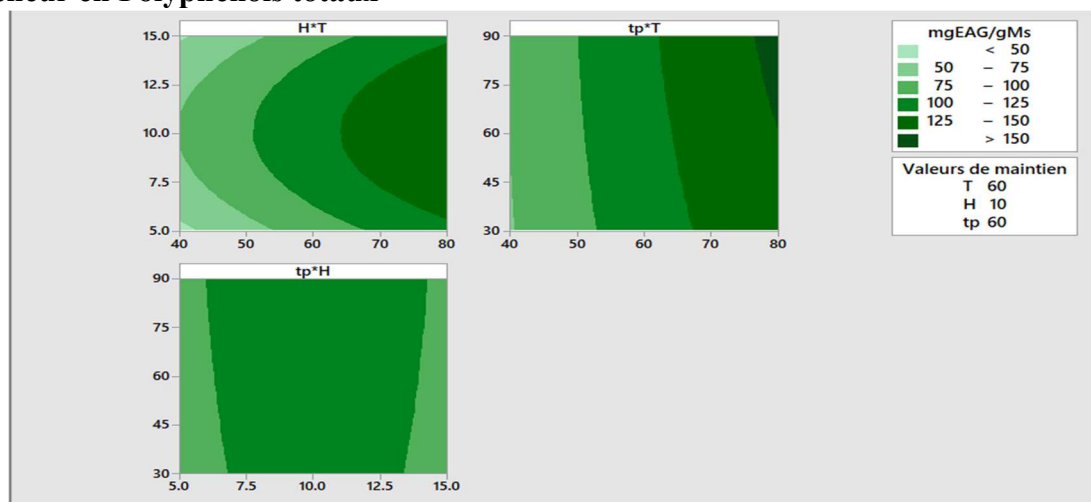 Polyphénols totaux
H*T
15.0
12.5
10.0
7.5
5.0
40 50 60 70 80
tp*T
90
75
60
45
30
40 50 60 70 80
mgEAG/gMs
< 50
50 – 75
75 – 100
100 – 125
125 – 150
> 150
Valeurs de maintien
T 60
H 10
tp 60
tp*H
90
75
60
45
30
5.0 7.5 10.0 12.5 15.0